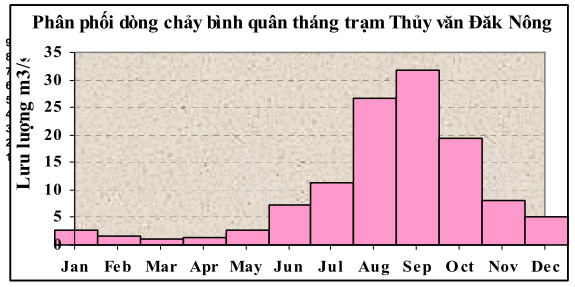 Phân phối dòng chảy bình quân tháng trạm Thủy văn Đăk Nông
Lưu lượng m3/s
35
30
25
20
15
10
5
0
Jan Feb Mar Apr May Jun Jul Aug Sep Oct Nov Dec